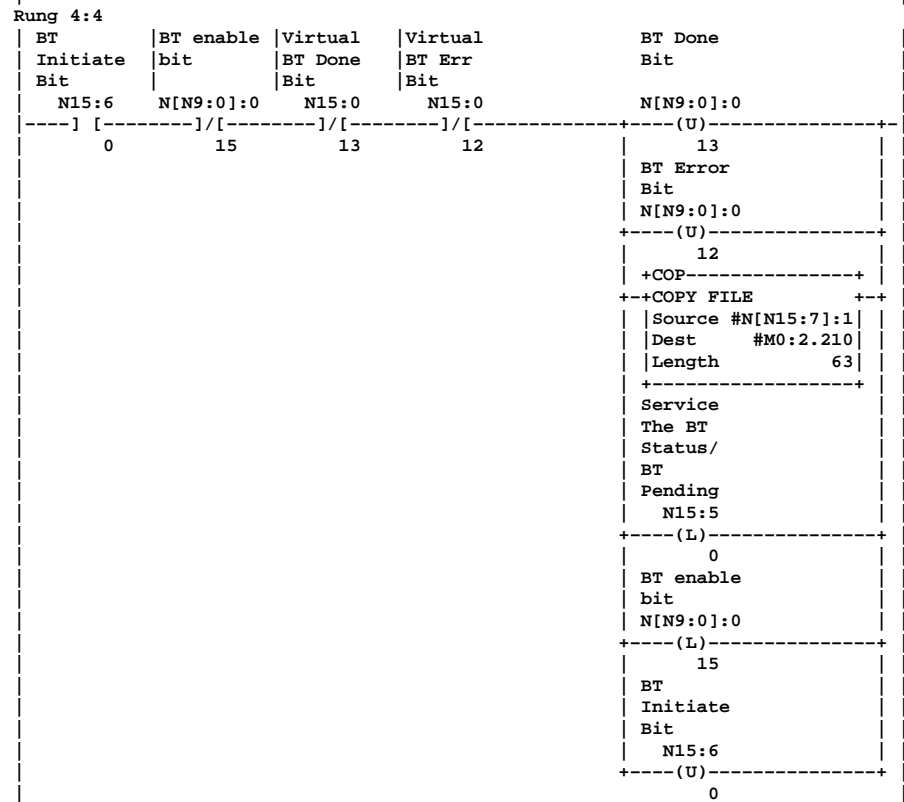 Rung 4:4
| BT |BT enable |Virtual |Virtual BT Done |
| Initiate |bit |BT Done |BT Err Bit |
| Bit | |Bit |Bit |
| N15:6 N[N9:0]:0 N15:0 N15:0 N[N9:0]:0 |
|----] [--------]/[--------]/[--------]/[-------------+----(U)---------------+-|
| 0 15 13 12 | 13 | |
| | BT Error | |
| | Bit | |
| | N[N9:0]:0 | |
| +----(U)---------------+ |
| | 12 | |
| | +COP---------------+ | |
| +-+COPY FILE +-+ |
| | |Source #N[N15:7]:1| | |
| | |Dest #M0:2.210| | |
| | |Length 63| | |
| | +------------------+ | |
| | Service | |
| | The BT | |
| | Status/ | |
| | BT | |
| | Pending | |
| | N15:5 | |
| +----(L)---------------+ |
| | 0 | |
| | BT enable | |
| | bit | |
| | N[N9:0]:0 | |
| +----(L)---------------+ |
| | 15 | |
| | BT | |
| | Initiate | |
| | Bit | |
| | N15:6 | |
| +----(U)---------------+ |
| 0 |